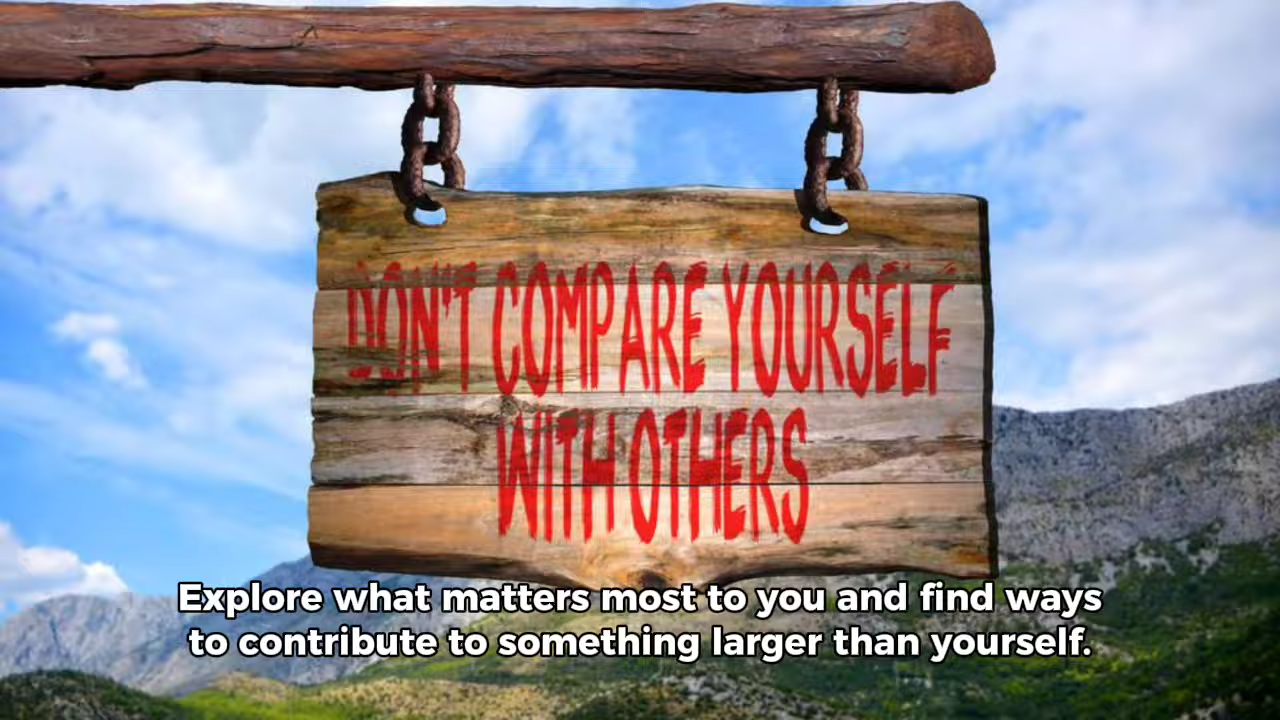 DON'T COMPARE YOURSELF
WITH OTHERS
Explore what matters most to you and find ways
to contribute to something larger than yourself.